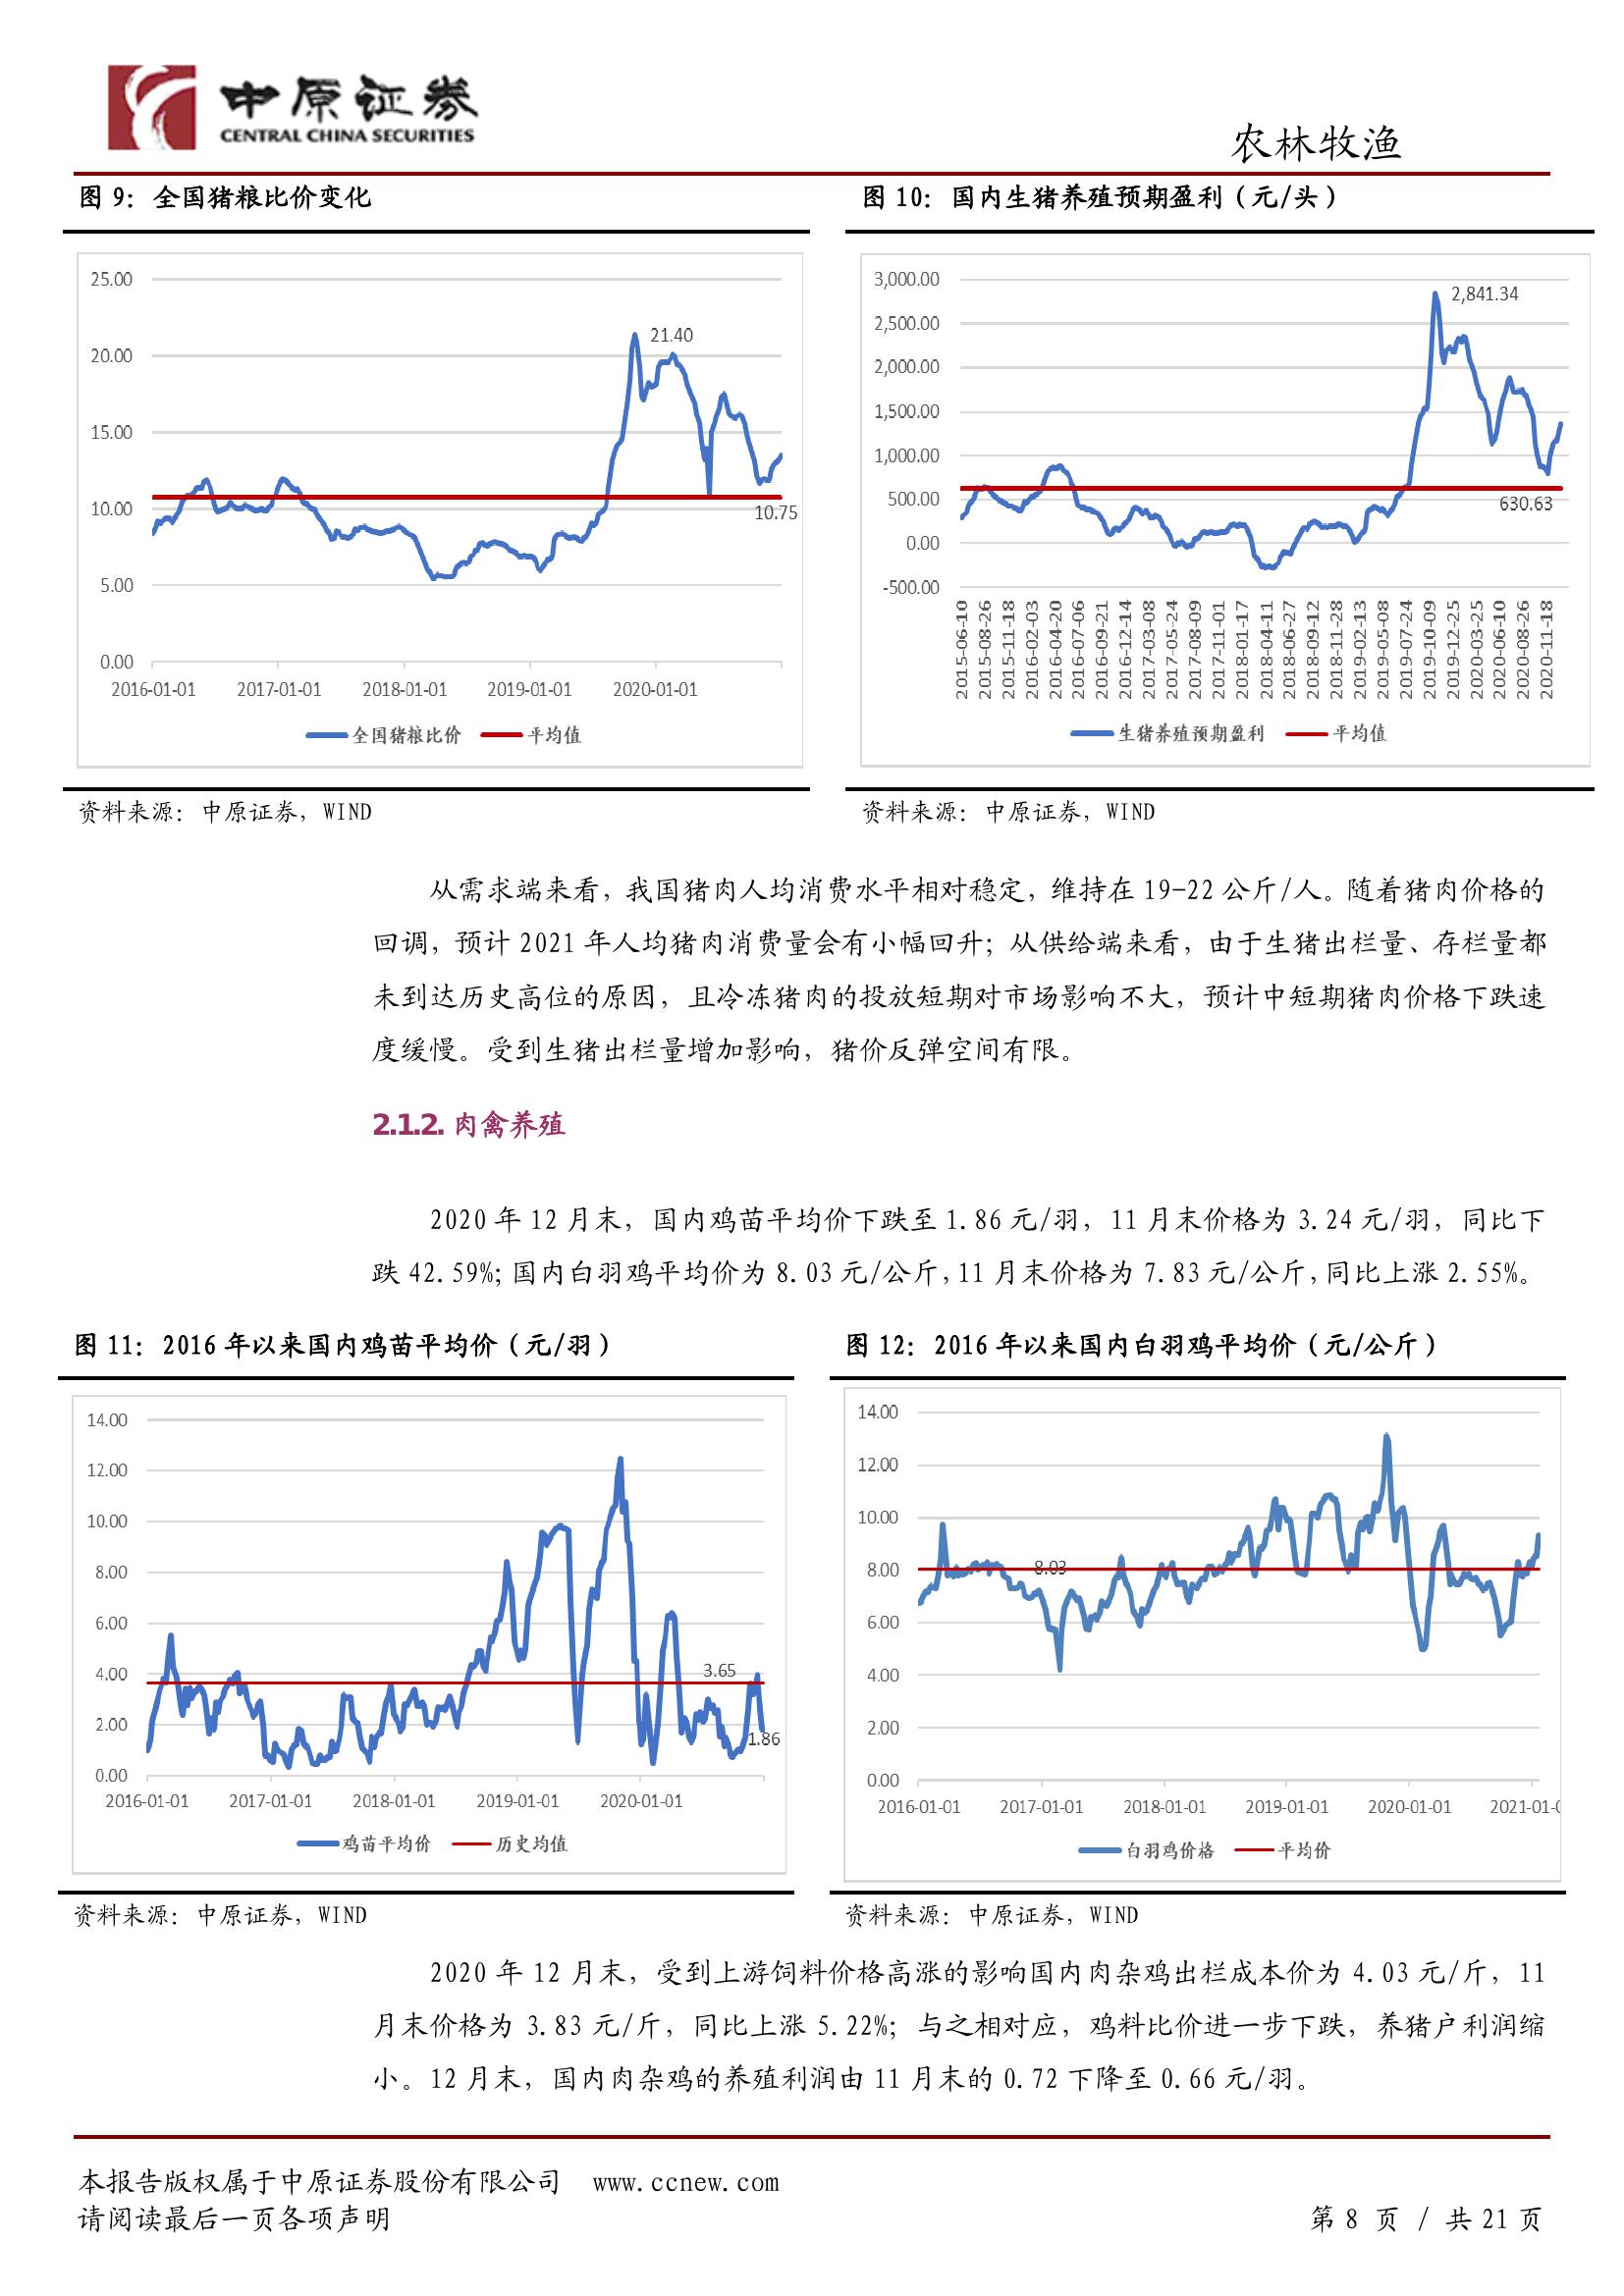 中原证券
CENTRAL CHINA SECURITIES
农林牧渔
图 9：全国猪粮比价变化
25.00
20.00
15.00
10.00
5.00
0.00
21.40
10.75
2016-01-01 2017-01-01 2018-01-01 2019-01-01 2020-01-01
全国猪粮比价 平均值
资料来源：中原证券，WIND
图 10：国内生猪养殖预期盈利（元/头）
3,000.00
2,500.00
2,000.00
1,500.00
1,000.00
500.00
0.00
-500.00
2,841.34
630.63
2015-06-10
2015-08-26
2015-11-18
2016-02-03
2016-04-20
2016-07-06
2016-09-21
2016-12-14
2017-03-08
2017-05-24
2017-08-09
2017-11-01
2018-01-17
2018-04-11
2018-06-27
2018-09-12
2018-11-28
2019-02-13
2019-05-08
2019-07-24
2019-10-09
2019-12-25
2020-03-25
2020-06-10
2020-08-26
2020-11-18
生猪养殖预期盈利 平均值
资料来源：中原证券，WIND
从需求端来看，我国猪肉人均消费水平相对稳定，维持在 19-22 公斤/人。随着猪肉价格的
回调，预计 2021 年人均猪肉消费量会有小幅回升；从供给端来看，由于生猪出栏量、存栏量都
未到达历史高位的原因，且冷冻猪肉的投放短期对市场影响不大，预计中短期猪肉价格下跌速
度缓慢。受到生猪出栏量增加影响，猪价反弹空间有限。
2.1.2. 肉禽养殖
2020 年 12 月末，国内鸡苗平均价下跌至 1.86 元/羽，11 月末价格为 3.24 元/羽，同比下
跌 42.59%；国内白羽鸡平均价为 8.03 元/公斤，11 月末价格为 7.83 元/公斤，同比上涨 2.55%。
图 11：2016 年以来国内鸡苗平均价（元/羽）
14.00
12.00
10.00
8.00
6.00
4.00
2.00
0.00
3.65
1.86
2016-01-01 2017-01-01 2018-01-01 2019-01-01 2020-01-01
鸡苗平均价 历史均值
资料来源：中原证券，WIND
图 12：2016 年以来国内白羽鸡平均价（元/公斤）
14.00
12.00
10.00
8.00
6.00
4.00
2.00
0.00
8.03
2016-01-01 2017-01-01 2018-01-01 2019-01-01 2020-01-01 2021-01-0
白羽鸡价格 平均价
资料来源：中原证券，WIND
2020 年 12 月末，受到上游饲料价格高涨的影响国内肉杂鸡出栏成本价为 4.03 元/斤，11
月末价格为 3.83 元/斤，同比上涨 5.22%；与之相对应，鸡料比价进一步下跌，养猪户利润缩
小。12 月末，国内肉杂鸡的养殖利润由 11 月末的 0.72 下降至 0.66 元/羽。
本报告版权属于中原证券股份有限公司 www.ccnew.com
请阅读最后一页各项声明
第 8 页 / 共 21 页